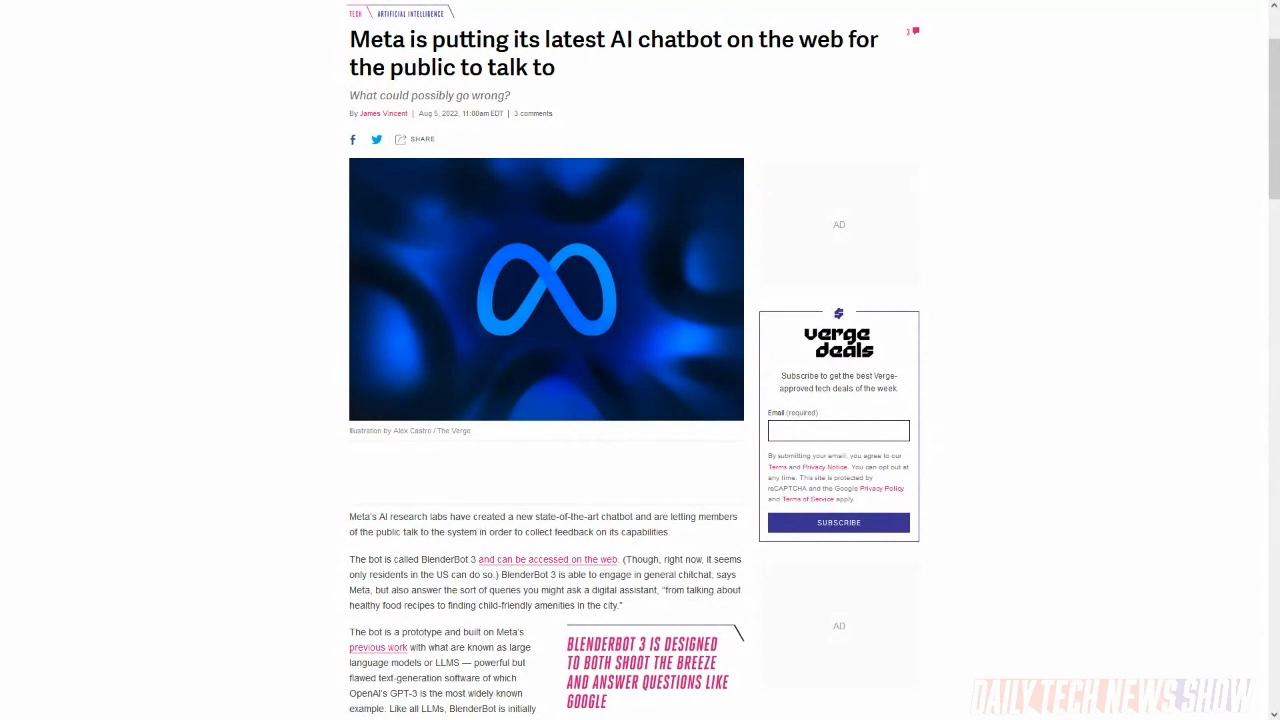 TECH
ARTIFICIAL INTELLIGENCE
Meta is putting its latest AI chatbot on the web for
the public to talk to
3
What could possibly go wrong?
By James Vincent | Aug 5, 2022, 11:00am EDT | 3 comments
SHARE
Illustration by Alex Castro / The Verge
Meta's AI research labs have created a new state-of-the-art chatbot and are letting members
of the public talk to the system in order to collect feedback on its capabilities.
The bot is called BlenderBot 3 and can be accessed on the web. (Though, right now, it seems
only residents in the US can do so.) BlenderBot 3 is able to engage in general chitchat, says
Meta, but also answer the sort of queries you might ask a digital assistant, “from talking about
healthy food recipes to finding child-friendly amenities in the city.”
The bot is a prototype and built on Meta's
previous work with what are known as large
language models or LLMS — powerful but
flawed text-generation software of which
OpenAI's GPT-3 is the most widely known
example. Like all LLMs, BlenderBot is initially
BLENDERBOT 3 IS DESIGNED
TO BOTH SHOOT THE BREEZE
AND ANSWER QUESTIONS LIKE
GOOGLE
AD
verge
deals
Subscribe to get the best Verge-
approved tech deals of the week.
Email (required)
By submitting your email, you agree to our
Terms and Privacy Notice. You can opt out at
any time. This site is protected by
reCAPTCHA and the Google Privacy Policy
and Terms of Service apply.
SUBSCRIBE
AD
DAILY TECH NEWS SHOW